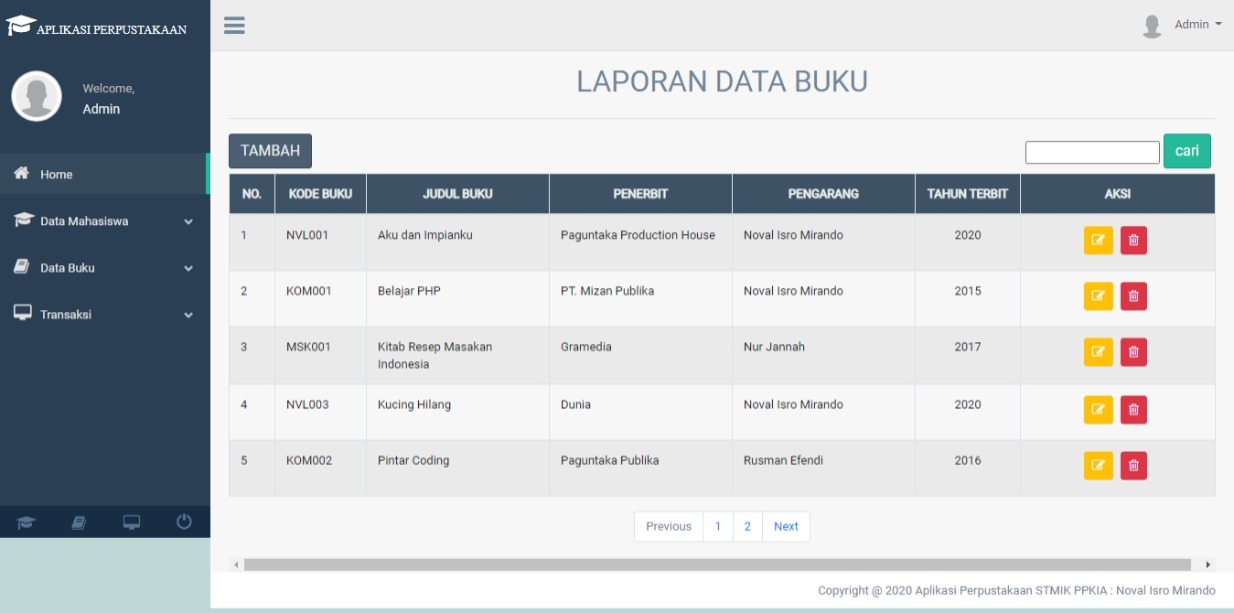 APLIKASI PERPUSTAKAAN
Admin
Welcome,
Admin
Home
Data Mahasiswa
Data Buku
Transaksi
LAPORAN DATA BUKU
TAMBAH
cari
NO. KODE BUKU JUDUL BUKU PENERBIT PENGARANG TAHUN TERBIT AKSI
1 NVL001 Aku dan Impianku Paguntaka Production House Noval Isro Mirando 2020
2 KOM001 Belajar PHP PT. Mizan Publika Noval Isro Mirando 2015
3 MSK001 Kitab Resep Masakan Gramedia Nur Jannah 2017
Indonesia
4 NVL003 Kucing Hilang Dunia Noval Isro Mirando 2020
5 KOM002 Pintar Coding Paguntaka Publika Rusman Efendi 2016
Previous 1 2 Next
Copyright @ 2020 Aplikasi Perpustakaan STMIK PPKIA : Noval Isro Mirando